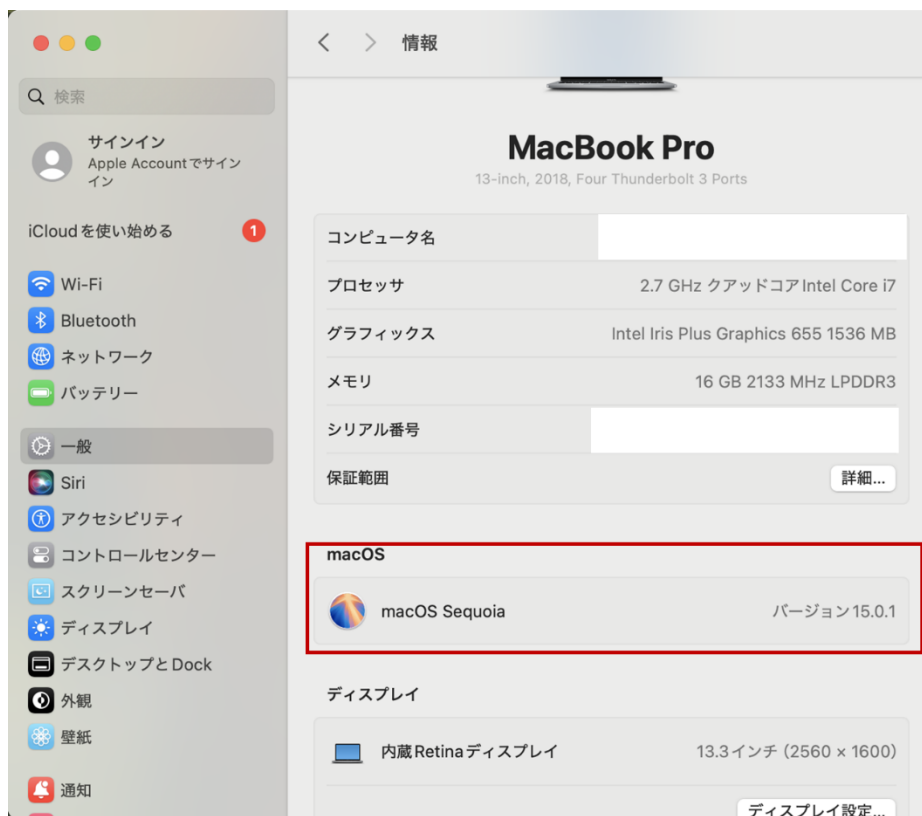 情報
検索
サインイン
Apple Accountでサイン
イン
iCloudを使い始める
1
Wi-Fi
Bluetooth
ネットワーク
バッテリー
一般
Siri
アクセシビリティ
コントロールセンター
スクリーンセーバ
ディスプレイ
デスクトップとDock
外観
壁紙
通知
MacBook Pro
13-inch, 2018, Four Thunderbolt 3 Ports
コンピュータ名
プロセッサ 2.7 GHz クアッドコアIntel Core i7
グラフィックス Intel Iris Plus Graphics 655 1536 MB
メモリ 16 GB 2133 MHz LPDDR3
シリアル番号
保証範囲 詳細...
macOS
macOS Sequoia バージョン15.0.1
ディスプレイ
内蔵Retinaディスプレイ 13.3インチ (2560 × 1600)
ディスプレイ設定...